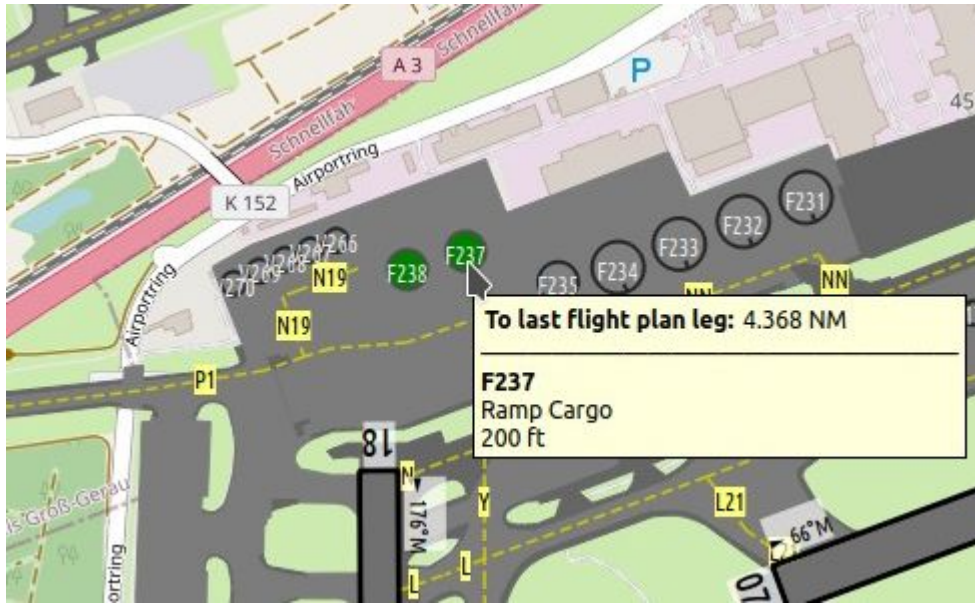 Schnellfah
A 3
P
45
Schnellfah
Airportring
F231
K 152
F232
V266
F233
F237
F234
F238
F235
N19
NN
NN
Airportring
N19
To last flight plan leg: 4.368 NM
P1
F237
Ramp Cargo
200 ft
18
N
is Groß-Gerau
176°M
Y
L21
66°M
L
L
07
ortring